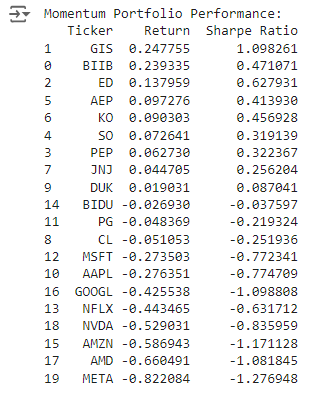 Momentum Portfolio Performance:
Ticker Return Sharpe Ratio
1 GIS 0.247755 1.098261
0 BIIB 0.239335 0.471071
2 ED 0.137959 0.627931
5 AEP 0.097276 0.413930
6 KO 0.090303 0.456928
4 SO 0.072641 0.319139
3 PEP 0.062730 0.322367
7 JNJ 0.044705 0.256204
9 DUK 0.019031 0.087041
14 BIDU -0.026930 -0.037597
11 PG -0.048369 -0.219324
8 CL -0.051053 -0.251936
12 MSFT -0.273503 -0.772341
10 AAPL -0.276351 -0.774709
16 GOOGL -0.425538 -1.098808
13 NFLX -0.443465 -0.631712
18 NVDA -0.529031 -0.835959
15 AMZN -0.586943 -1.171128
17 AMD -0.660491 -1.081845
19 META -0.822084 -1.276948